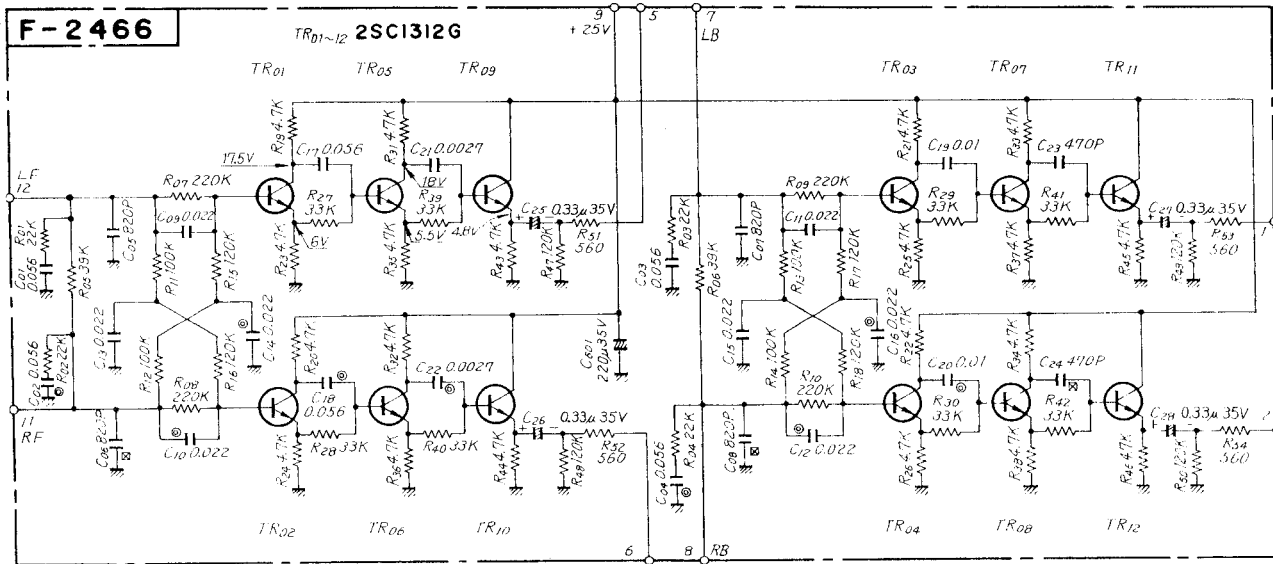 F-2466
TR01~12 2SC1312G
9
+25V
5
7
LB
TR01
TR05
TR09
TR03
TR07
TR11
R19 4.7K
R31 4.7K
R21 4.7K
R33 4.7K
17.5V
C17 0.056
C21 0.0027
C19 0.01
C23 470P
LF
12
R07 220K
18V
R27
33K
R39
33K
R09 220K
R29
33K
R41
33K
C25 0.33μ 35V
C27 0.33μ 35V
R01
22K
C05 820P
C09 0.022
6V
5.5V
4.8V
R51
560
R03 22K
C07 820P
C11 0.022
R53
560
1
C01
0.056
R05 39K
R11 100K
R15 120K
R23 4.7K
R35 4.7K
R43 4.7K
R47 120K
C03
0.056
R06 39K
R13 100K
R17 120K
R25 4.7K
R37 4.7K
R45 4.7K
R49 120K
C13 0.022
C14 0.022
R20 4.7K
R32 4.7K
C601
220μ 35V
C15 0.022
C16 0.022
R22 4.7K
R34 4.7K
C02 0.056
R02 22K
R12 100K
R16 120K
R08
220K
C22 0.0027
C18
0.056
R14 100K
R18 120K
R10
220K
C20 0.01
C24 470P
R30
33K
R42
33K
11
RF
C06 820P
C10 0.022
R28 33K
R40 33K
C26 0.33μ 35V
R52
560
R04 22K
C08 820P
C12 0.022
C28 0.33μ 35V
R54
560
2
R24 4.7K
R36 4.7K
R44 4.7K
R48 120K
C04 0.056
R26 4.7K
R38 4.7K
R46 4.7K
R50 120K
TR02
TR06
TR10
TR04
TR08
TR12
6
8
RB